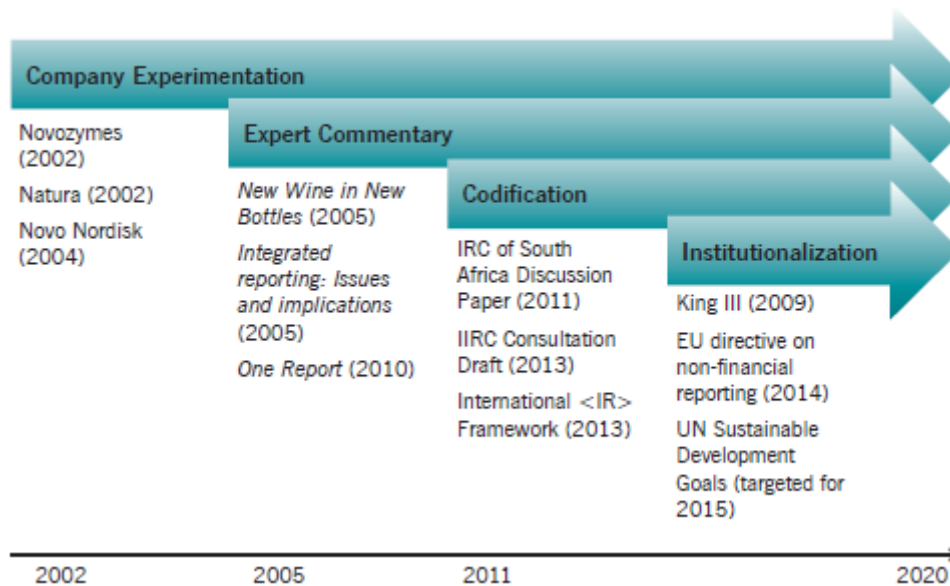 Company Experimentation
Novozymes
(2002)
Natura (2002)
Novo Nordisk
(2004)
Expert Commentary
New Wine in New
Bottles (2005)
Integrated
reporting: Issues
and implications
(2005)
One Report (2010)
Codification
IRC of South
Africa Discussion
Paper (2011)
IIRC Consultation
Draft (2013)
International <IR>
Framework (2013)
Institutionalization
King III (2009)
EU directive on
non-financial
reporting (2014)
UN Sustainable
Development
Goals (targeted for
2015)
2002 2005 2011 2020